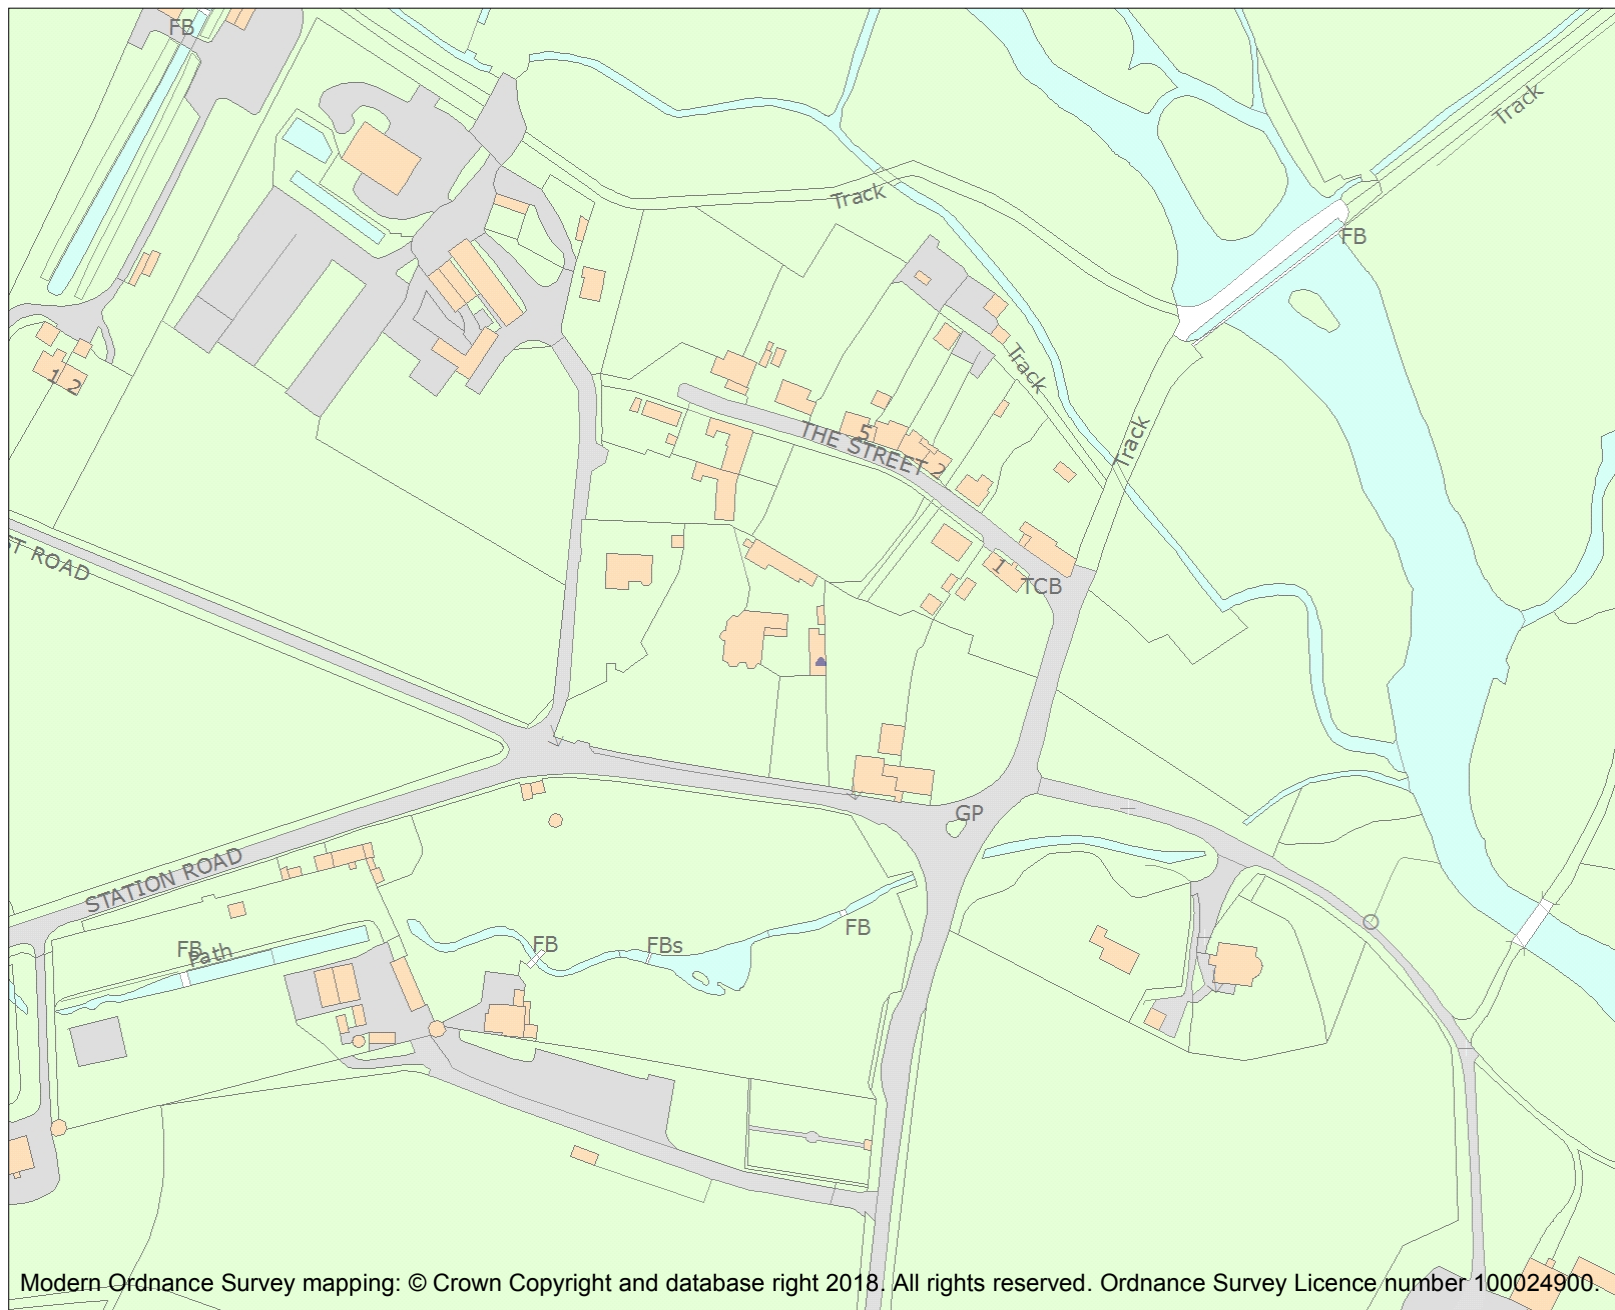 FB
Track
Track
FB
Track
1 2
THE STREET
5
2
Track
ST ROAD
1
TCB
GP
STATION ROAD
FB
Path
FB
FBs
FB
Modern Ordnance Survey mapping: © Crown Copyright and database right 2018. All rights reserved. Ordnance Survey Licence number 100024900.